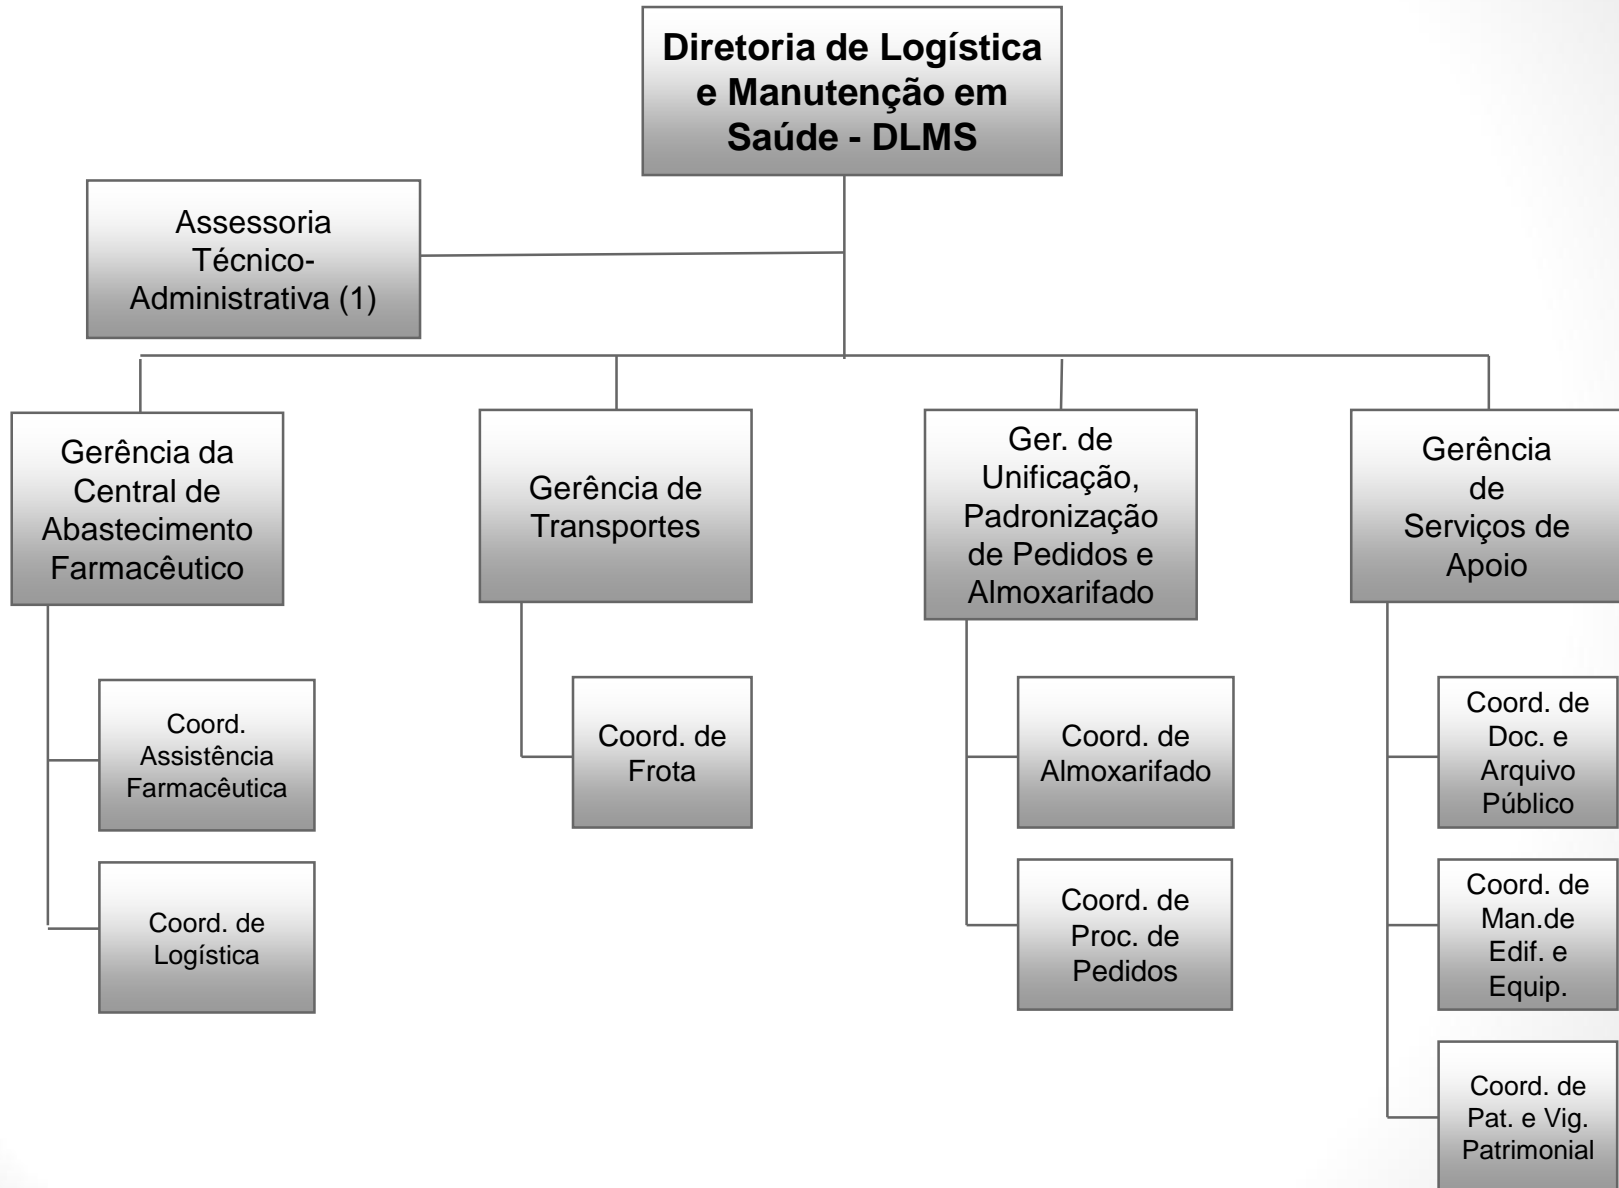 Diretoria de Logística
e Manutenção em
Saúde - DLMS
Assessoria
Técnico-
Administrativa (1)
Gerência da
Central de
Abastecimento
Farmacêutico
Gerência de
Transportes
Ger. de
Unificação,
Padronização
de Pedidos e
Almoxarifado
Gerência
de
Serviços de
Apoio
Coord.
Assistência
Farmacêutica
Coord. de
Frota
Coord. de
Almoxarifado
Coord. de
Doc. e
Arquivo
Público
Coord. de
Logística
Coord. de
Proc. de
Pedidos
Coord. de
Man.de
Edif. e
Equip.
Coord. de
Pat. e Vig.
Patrimonial